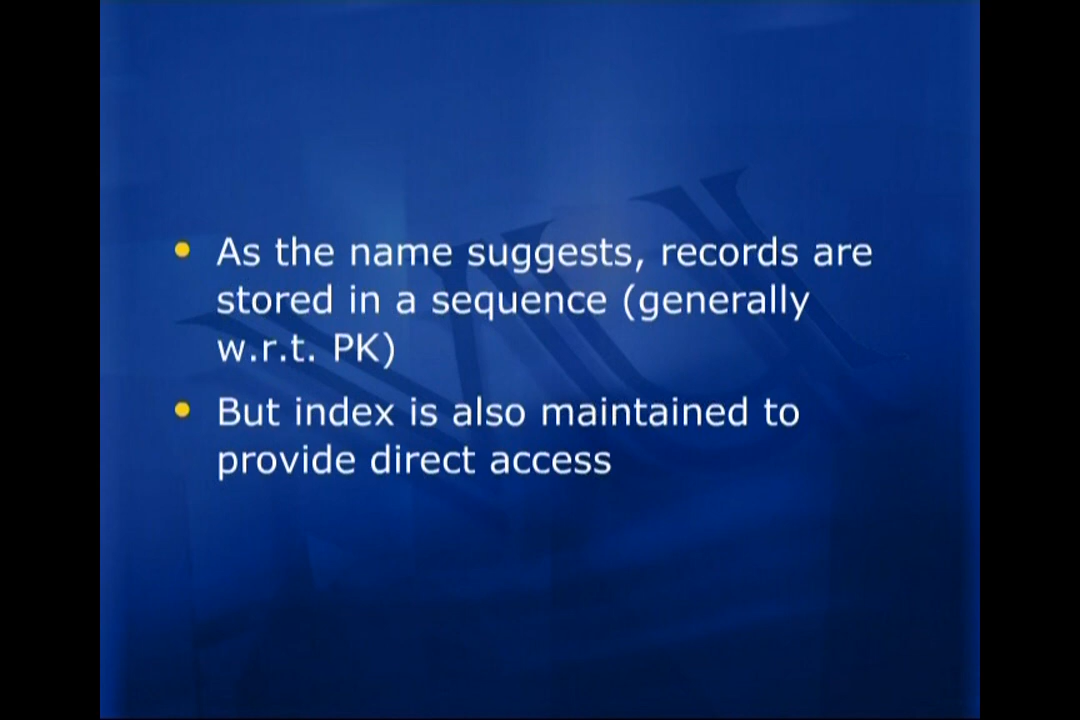 • As the name suggests, records are
stored in a sequence (generally
w.r.t. PK)
• But index is also maintained to
provide direct access